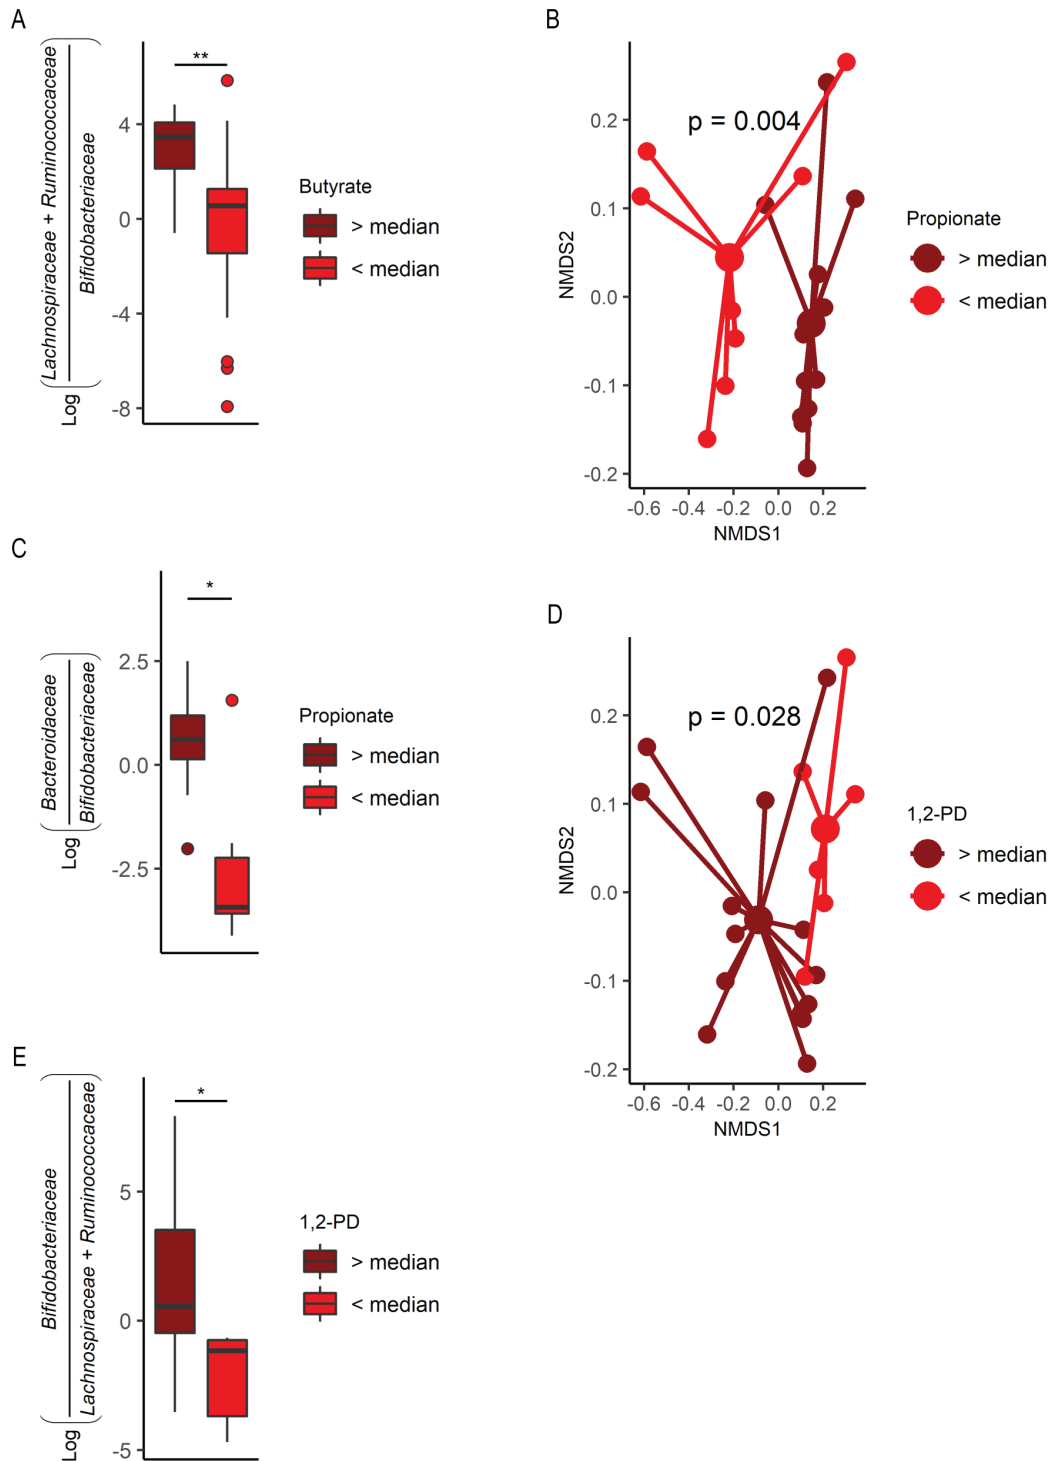 A
Log
Lachnospiraceae + Ruminococcaceae
Bifidobacteriaceae
4
0
-4
-8
**
Butyrate
> median
< median
B
NMDS2
0.2
0.1
0.0
-0.1
-0.2
p = 0.004
-0.6 -0.4 -0.2 0.0 0.2
NMDS1
Propionate
> median
< median
C
Log
Bacteroidaceae
Bifidobacteriaceae
2.5
0.0
-2.5
*
Propionate
> median
< median
D
NMDS2
0.2
0.1
0.0
-0.1
-0.2
p = 0.028
-0.6 -0.4 -0.2 0.0 0.2
NMDS1
1,2-PD
> median
< median
E
Log
Bifidobacteriaceae
Lachnospiraceae + Ruminococcaceae
5
0
-5
*
1,2-PD
> median
< median